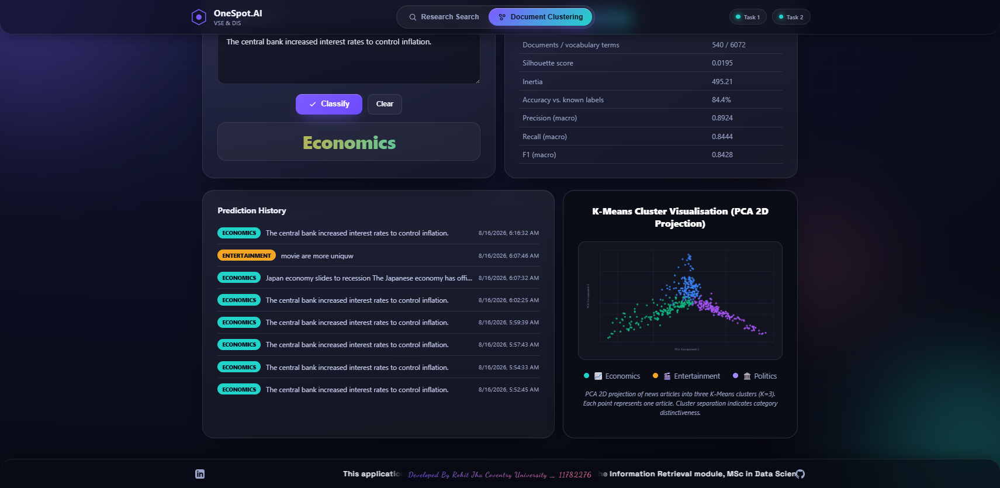 OneSpot.AI
VSE & DIS
Research Search
Document Clustering
Task 1
Task 2
The central bank increased interest rates to control inflation.
Classify
Clear
Economics
Documents / vocabulary terms 540 / 6072
Silhouette score 0.0195
Inertia 495.21
Accuracy vs. known labels 84.4%
Precision (macro) 0.8924
Recall (macro) 0.8444
F1 (macro) 0.8428
Prediction History
ECONOMICS The central bank increased interest rates to control inflation. 8/16/2026, 6:16:32 AM
ENTERTAINMENT movie are more uniquw 8/16/2026, 6:07:46 AM
ECONOMICS Japan economy slides to recession The Japanese economy has offi... 8/16/2026, 6:07:32 AM
ECONOMICS The central bank increased interest rates to control inflation. 8/16/2026, 6:02:25 AM
ECONOMICS The central bank increased interest rates to control inflation. 8/16/2026, 5:59:39 AM
ECONOMICS The central bank increased interest rates to control inflation. 8/16/2026, 5:57:43 AM
ECONOMICS The central bank increased interest rates to control inflation. 8/16/2026, 5:54:33 AM
ECONOMICS The central bank increased interest rates to control inflation. 8/16/2026, 5:52:45 AM
K-Means Cluster Visualisation (PCA 2D
Projection)
PCA Component 2
PCA Component 1
Economics
Entertainment
Politics
PCA 2D projection of news articles into three K-Means clusters (K=3).
Each point represents one article. Cluster separation indicates category
distinctiveness.
in
This application Developed By Rohit Jha Coventry University _ 11782276 he Information Retrieval module, MSc in Data Scien